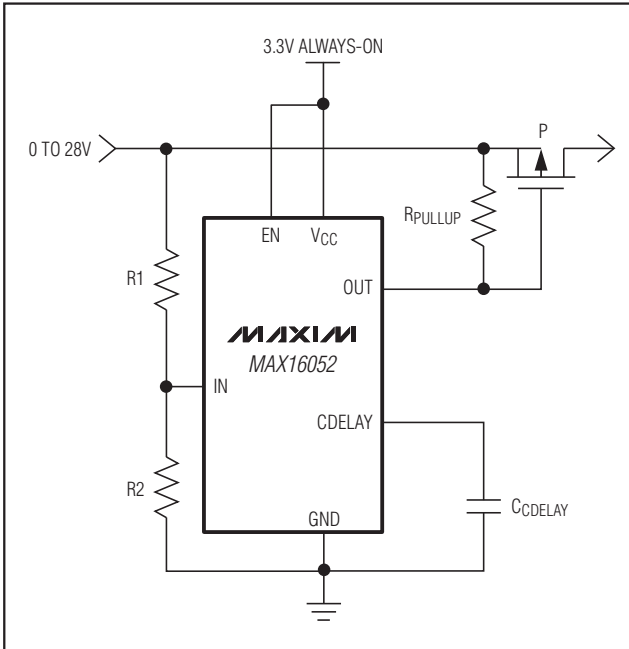 3.3V ALWAYS-ON
0 TO 28V
P
RPULLUP
EN
VCC
R1
OUT
MAXIM
MAX16052
IN
CDELAY
R2
CCDELAY
GND